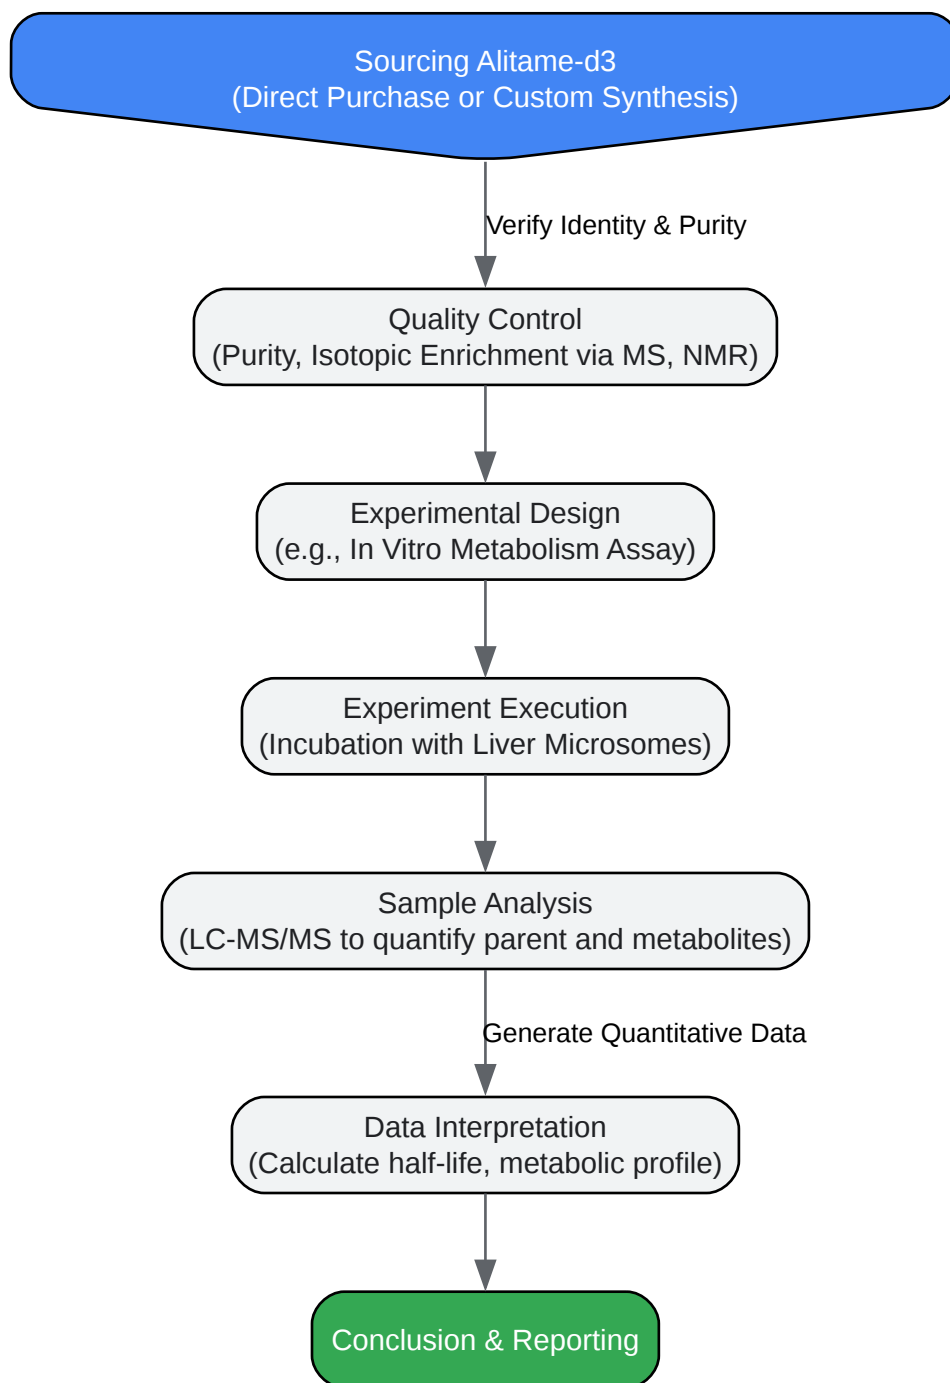 Sourcing Alitame-d3
(Direct Purchase or Custom Synthesis)
Verify Identity & Purity
Quality Control
(Purity, Isotopic Enrichment via MS, NMR)
Experimental Design
(e.g., In Vitro Metabolism Assay)
Experiment Execution
(Incubation with Liver Microsomes)
Sample Analysis
(LC-MS/MS to quantify parent and metabolites)
Generate Quantitative Data
Data Interpretation
(Calculate half-life, metabolic profile)
Conclusion & Reporting